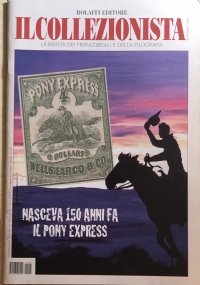 BOLAFFI EDITORE
IL COLLEZIONISTA
LA RIVISTA DEI FRANCOBOLLI E DELLA FILOGRAFIA
PONY EXPRESS
DOLLARS
WELLS, FARGO & CO
NASCEVA 150 ANNI FA
IL PONY EXPRESS